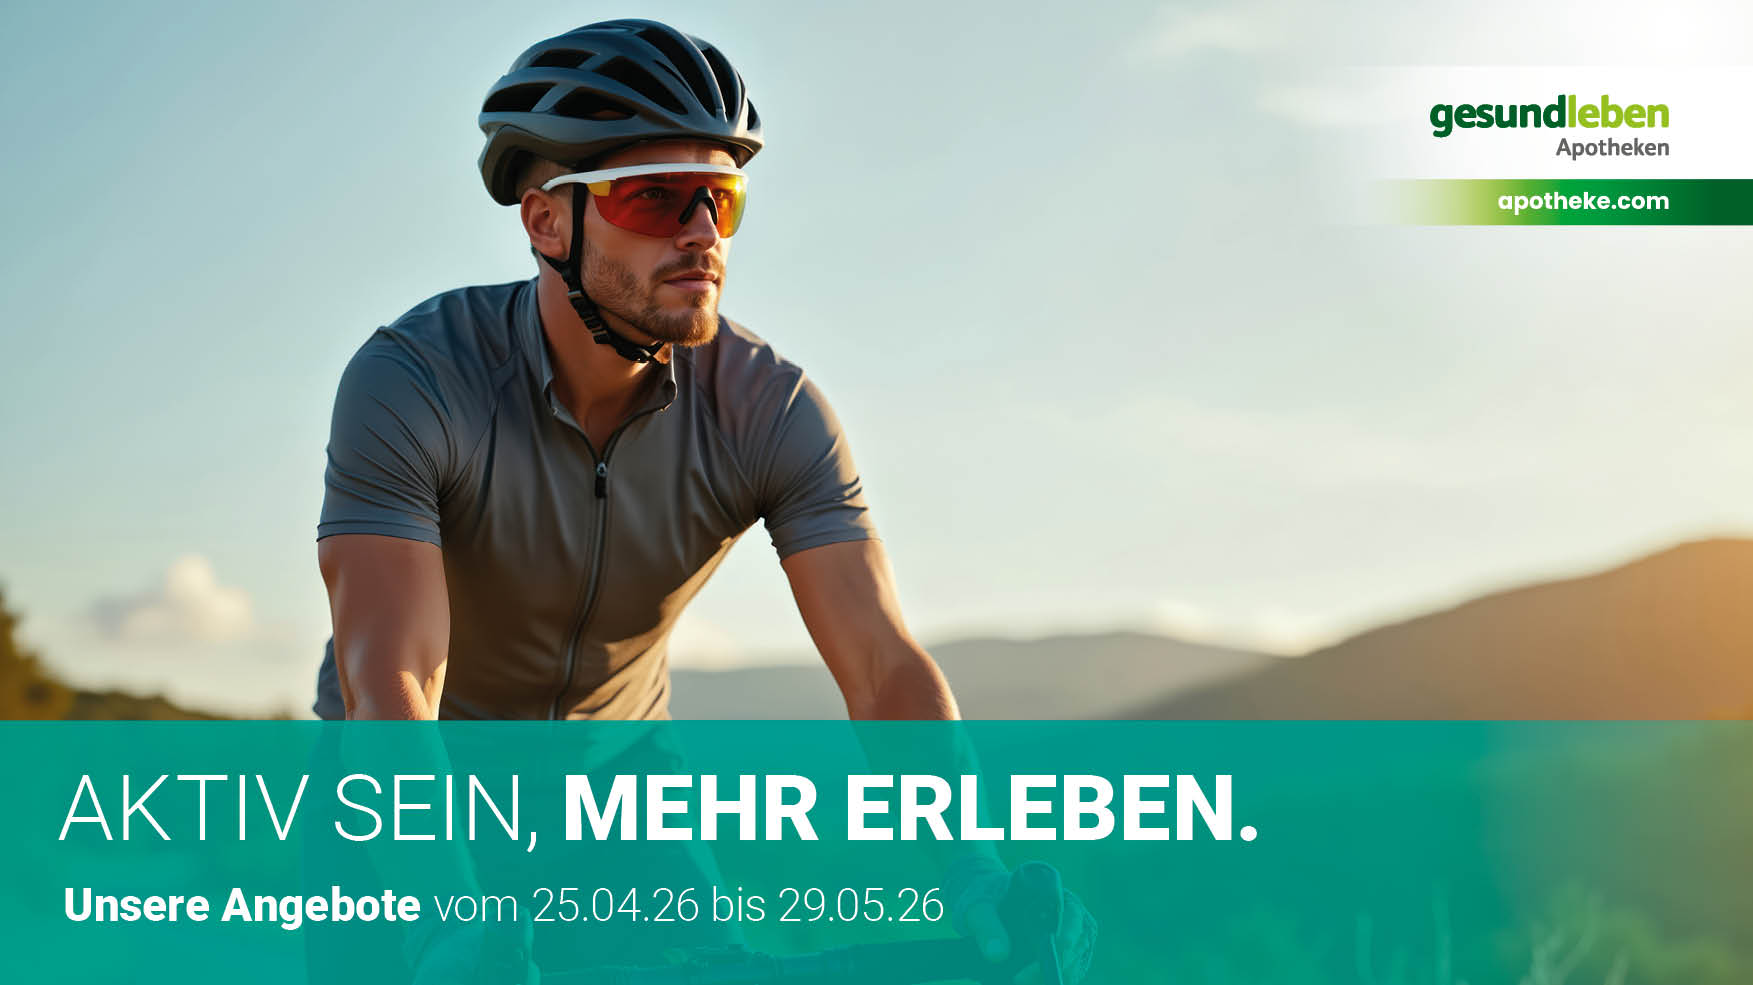 gesundleben
Apotheken
apotheke.com
AKTIV SEIN, MEHR ERLEBEN.
Unsere Angebote vom 25.04.26 bis 29.05.26